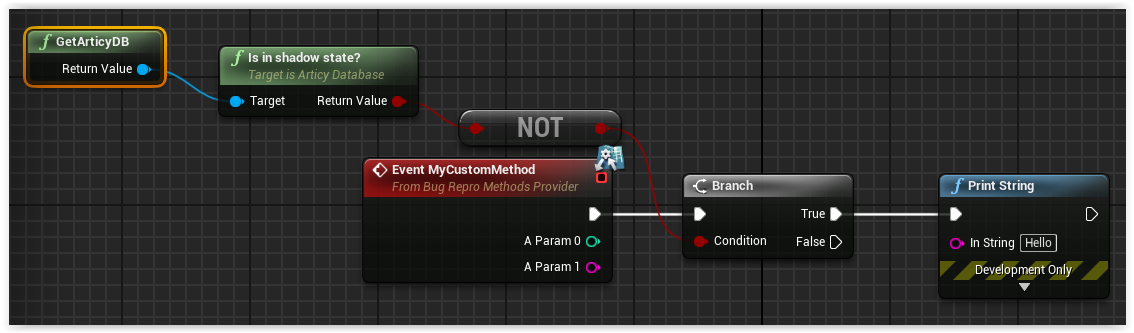 GetArticyDB
Return Value
Is in shadow state?
Target is Articy Database
Target Return Value
NOT
Event MyCustomMethod
From Bug Repro Methods Provider
A Param 0
A Param 1
Branch
True
Condition False
Print String
In String Hello
Development Only